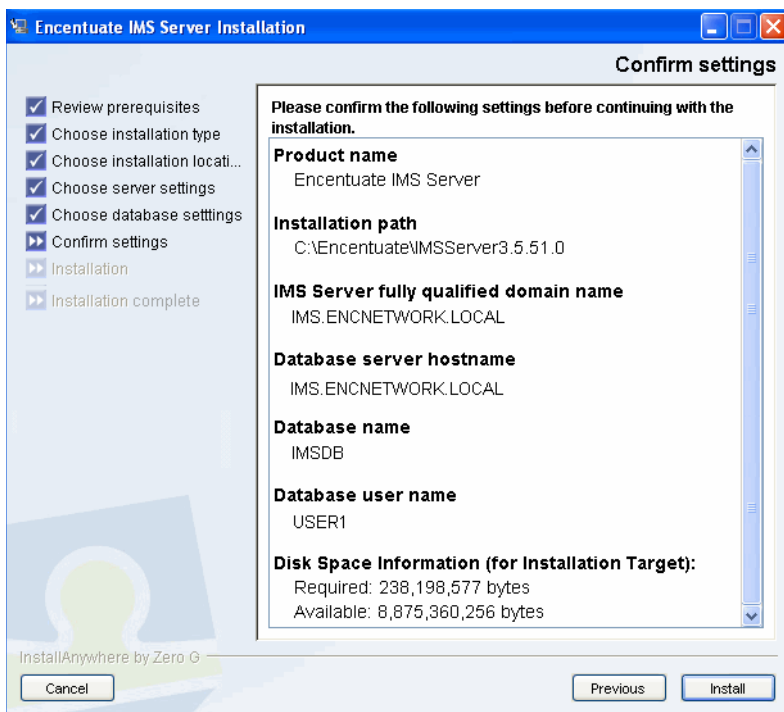 Encentuate IMS Server Installation
Confirm settings
Review prerequisites
Choose installation type
Choose installation locati...
Choose server settings
Choose database setttings
Confirm settings
Installation
Installation complete
Please confirm the following settings before continuing with the
installation.
Product name
Encentuate IMS Server
Installation path
C:\Encentuate\IMSServer3.5.51.0
IMS Server fully qualified domain name
IMS.ENCNETWORK.LOCAL
Database server hostname
IMS.ENCNETWORK.LOCAL
Database name
IMSDB
Database user name
USER1
Disk Space Information (for Installation Target):
Required: 238,198,577 bytes
Available: 8,875,360,256 bytes
InstallAnywhere by Zero G
Cancel
Previous
Install